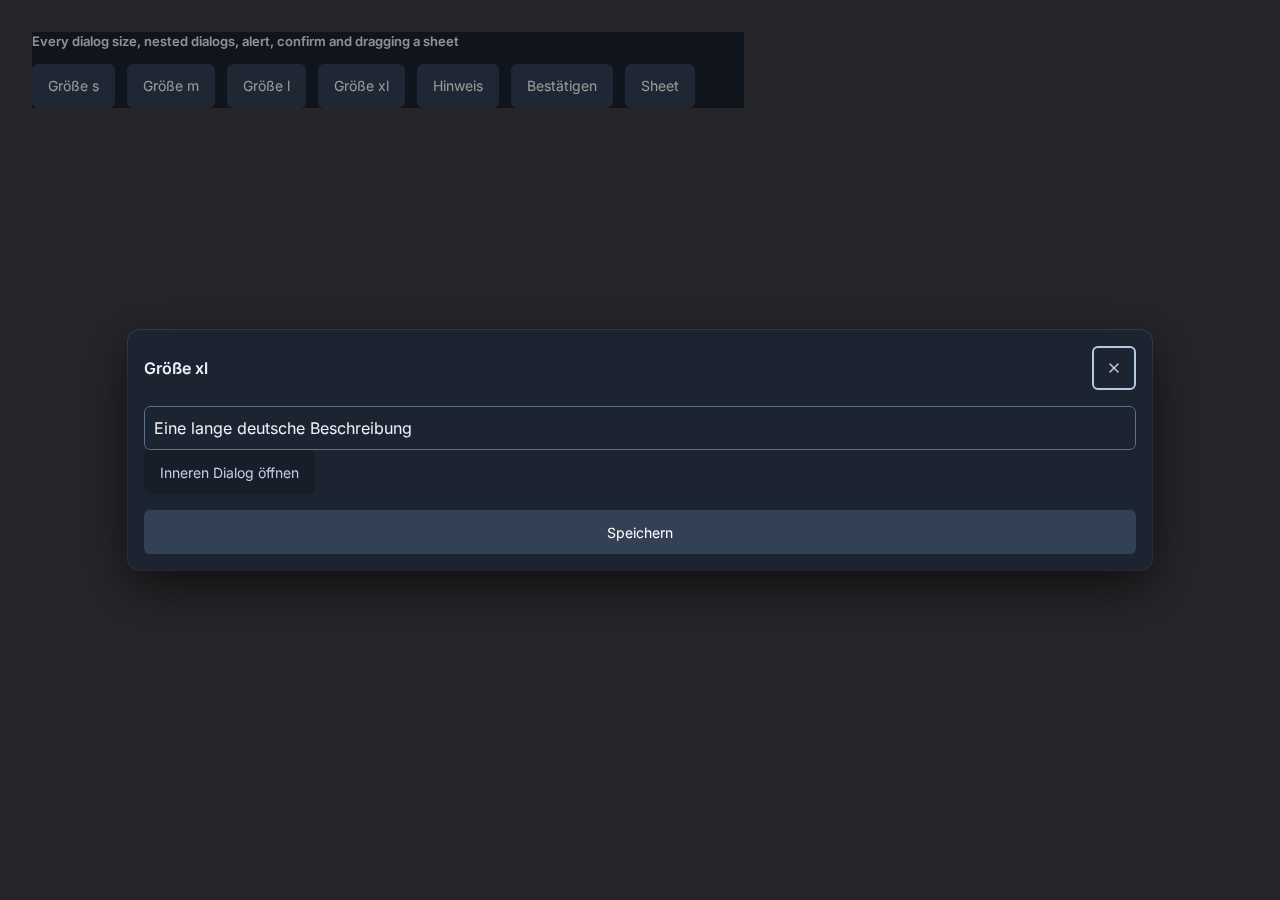 Every dialog size, nested dialogs, alert, confirm and dragging a sheet
Größe s Größe m Größe l Größe xl Hinweis Bestätigen Sheet
Größe xl
Eine lange deutsche Beschreibung
Inneren Dialog öffnen
Speichern